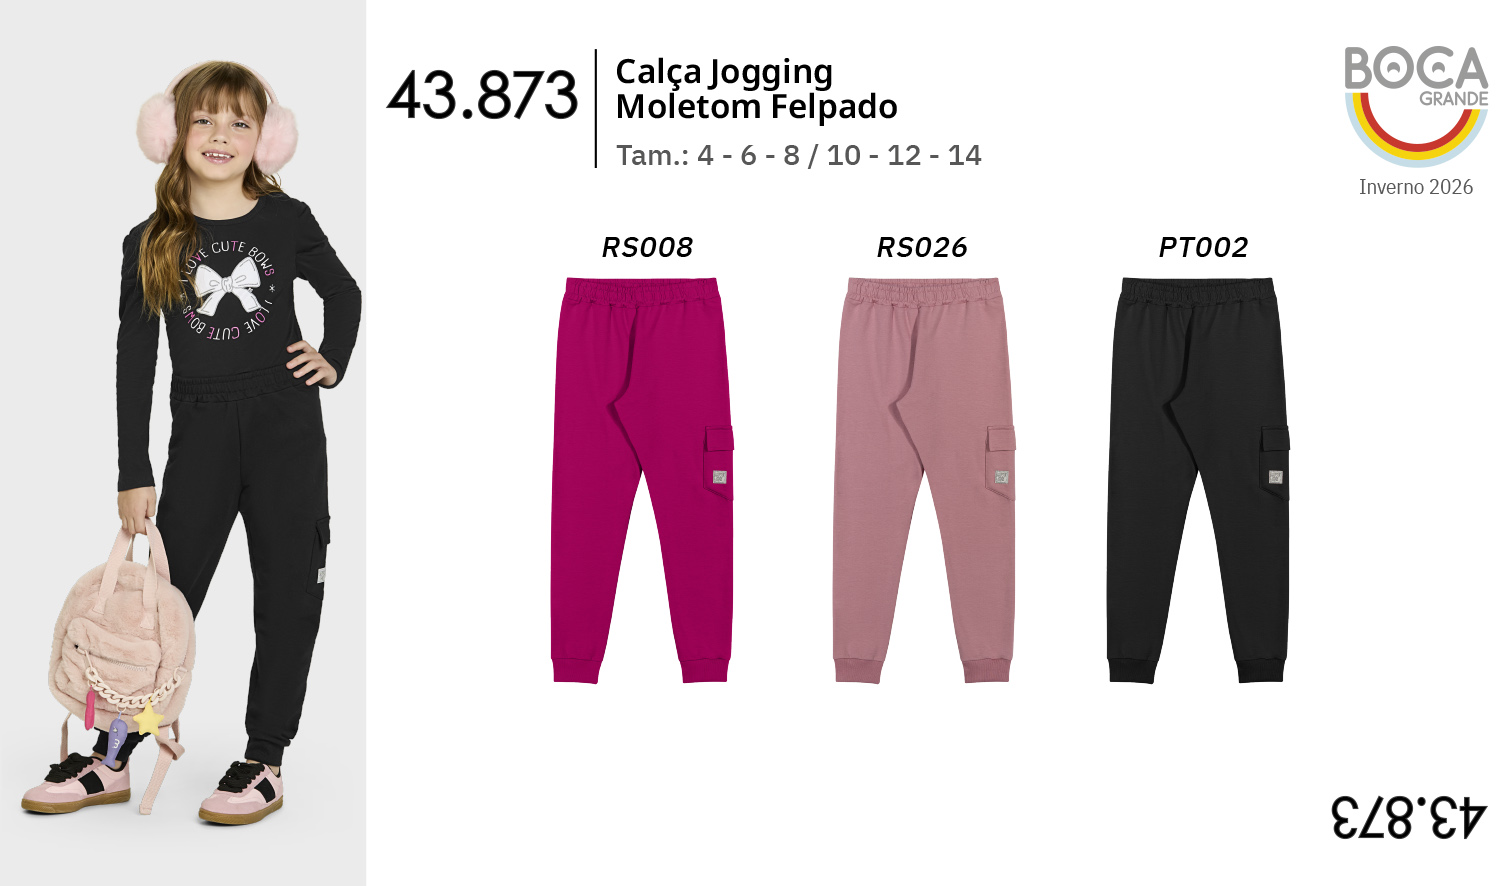 43.873
Calça Jogging
Moletom Felpado
Tam.: 4 - 6 - 8 / 10 - 12 - 14
BOCA
GRANDE
Inverno 2026
RS008
RS026
PT002
I LOVE CUTE BOWS * I LOVE CUTE BOWS *
43.873